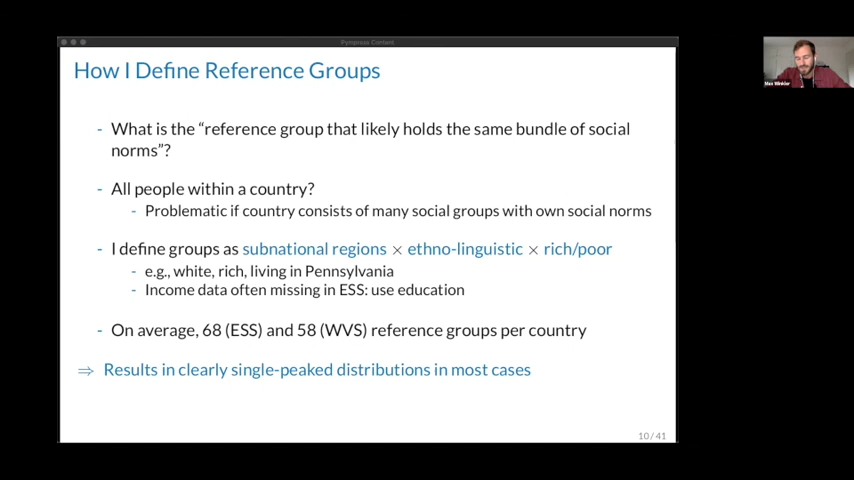 Pympress Content
How I Define Reference Groups
- What is the “reference group that likely holds the same bundle of social
norms”?
- All people within a country?
- Problematic if country consists of many social groups with own social norms
- I define groups as subnational regions × ethno-linguistic × rich/poor
- e.g., white, rich, living in Pennsylvania
- Income data often missing in ESS: use education
- On average, 68 (ESS) and 58 (WVS) reference groups per country
⇒ Results in clearly single-peaked distributions in most cases
10/41
Max Winkler